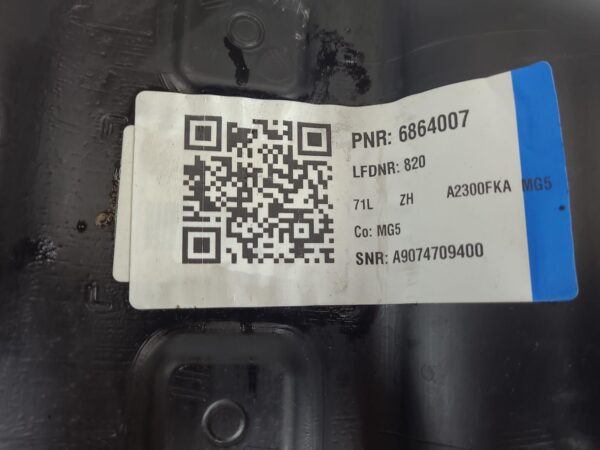 PNR: 6864007
LFDNR: 820
71L ZH A2300FKA MG5
Co: MG5
SNR: A9074709400